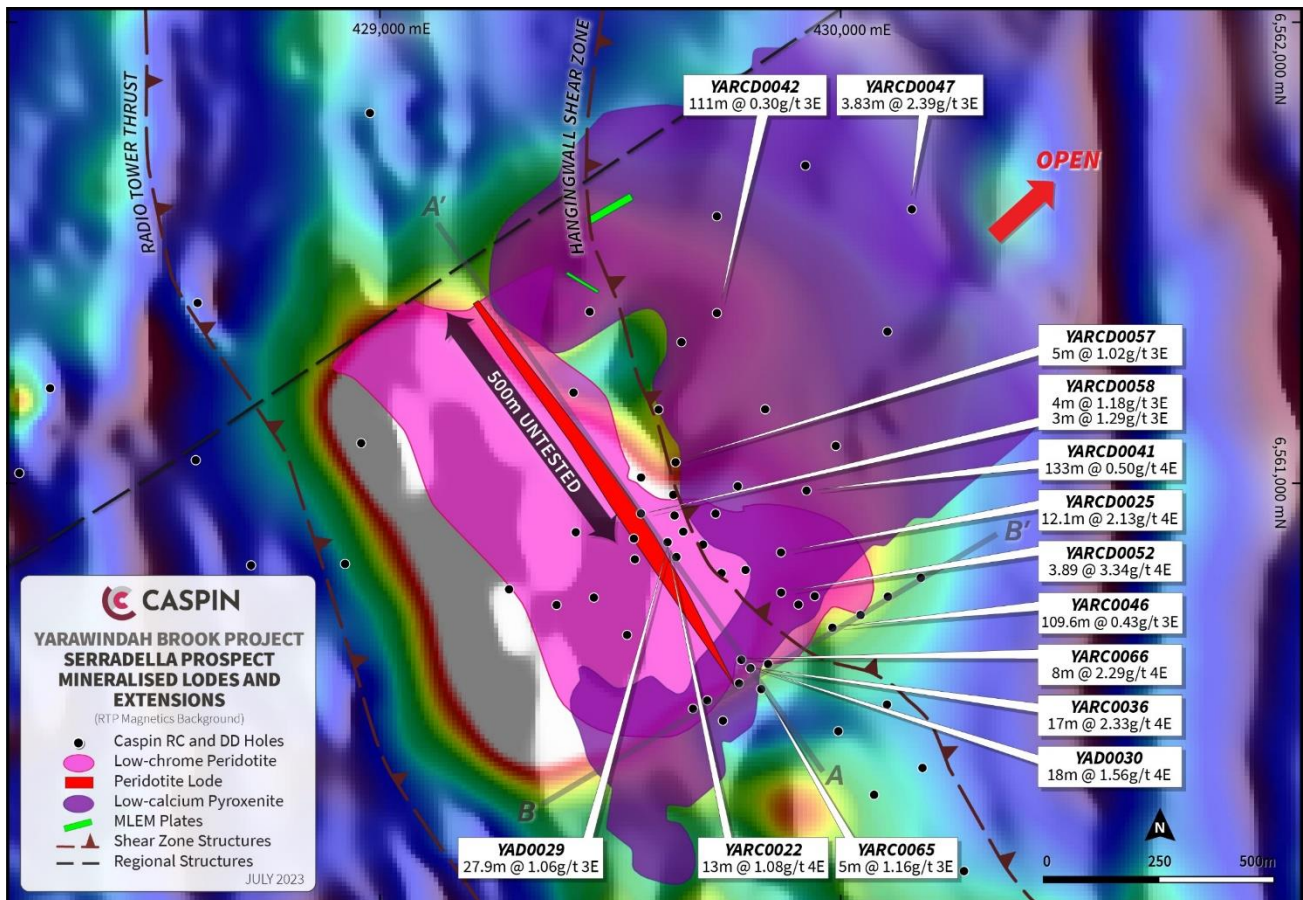 429,000 mE
430,000 mE
6,562,000 mN
RADIO TOWER THRUST
HANGINGWALL SHEAR ZONE
YARCD0042
111m @ 0.30g/t 3E
YARCD0047
3.83m @ 2.39g/t 3E
OPEN
A'
500m UNTESTED
YARCD0057
5m @ 1.02g/t 3E
YARCD0058
4m @ 1.18g/t 3E
3m @ 1.29g/t 3E
YARCD0041
133m @ 0.50g/t 4E
6,561,000 mN
YARCD0025
12.1m @ 2.13g/t 4E
B'
YARCD0052
3.89 @ 3.34g/t 4E
YARC0046
109.6m @ 0.43g/t 3E
YARC0066
8m @ 2.29g/t 4E
YARC0036
17m @ 2.33g/t 4E
YAD0030
18m @ 1.56g/t 4E
A
B
YAD0029
27.9m @ 1.06g/t 3E
YARC0022
13m @ 1.08g/t 4E
YARC0065
5m @ 1.16g/t 3E
CASPIN
YARAWINDAH BROOK PROJECT
SERRADELLA PROSPECT
MINERALISED LODES AND
EXTENSIONS
(RTP Magnetics Background)
Caspin RC and DD Holes
Low-chrome Peridotite
Peridotite Lode
Low-calcium Pyroxenite
MLEM Plates
Shear Zone Structures
Regional Structures
JULY 2023
N
0 250 500m